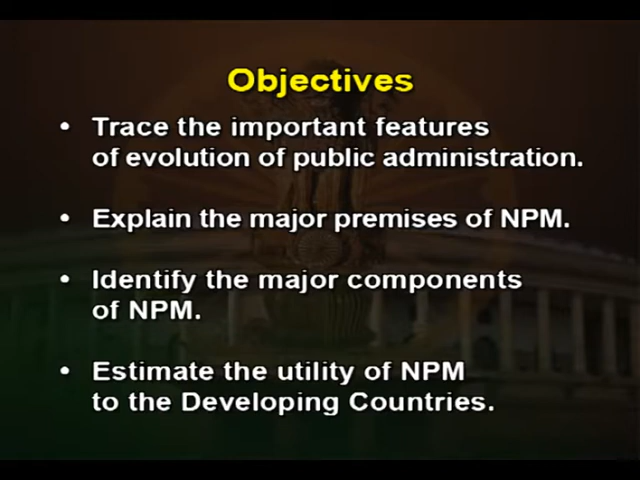 Objectives
• Trace the important features
of evolution of public administration.
• Explain the major premises of NPM.
• Identify the major components
of NPM.
• Estimate the utility of NPM
to the Developing Countries.